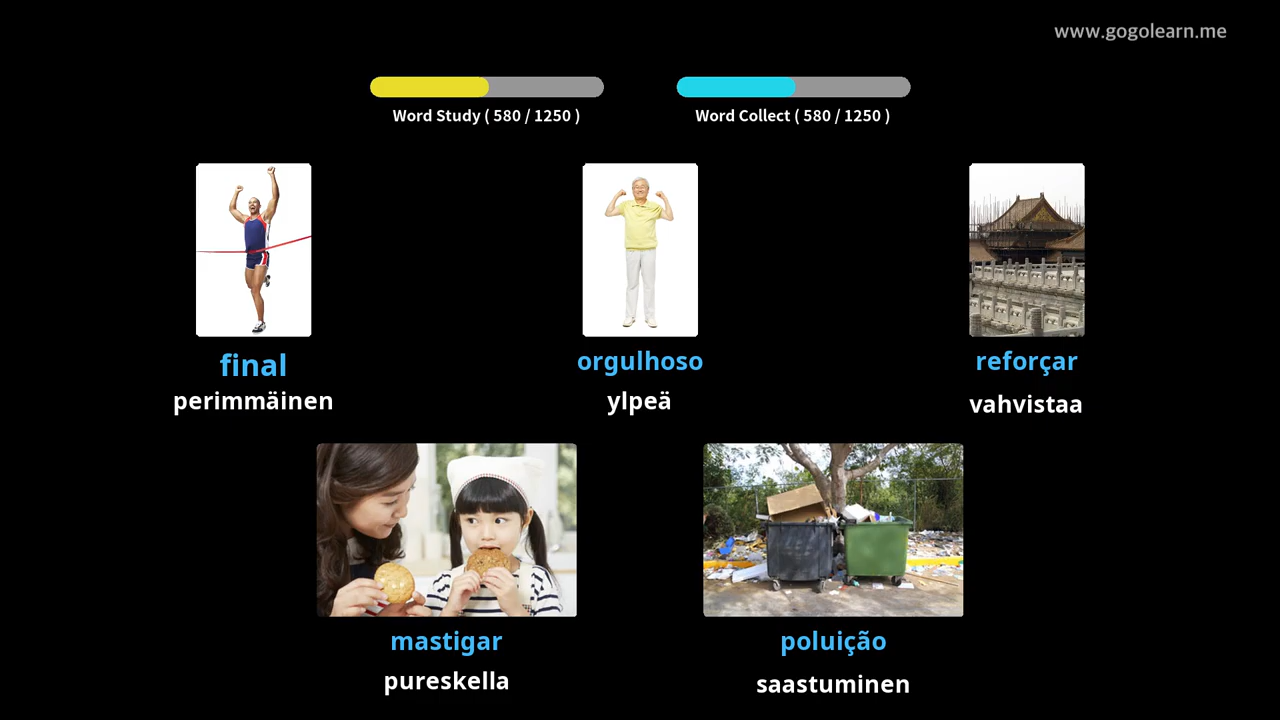 www.gogolearn.me
Word Study ( 580 / 1250 )
Word Collect ( 580 / 1250 )
final
perimmäinen
orgulhoso
ylpeä
reforçar
vahvistaa
mastigar
pureskella
poluição
saastuminen